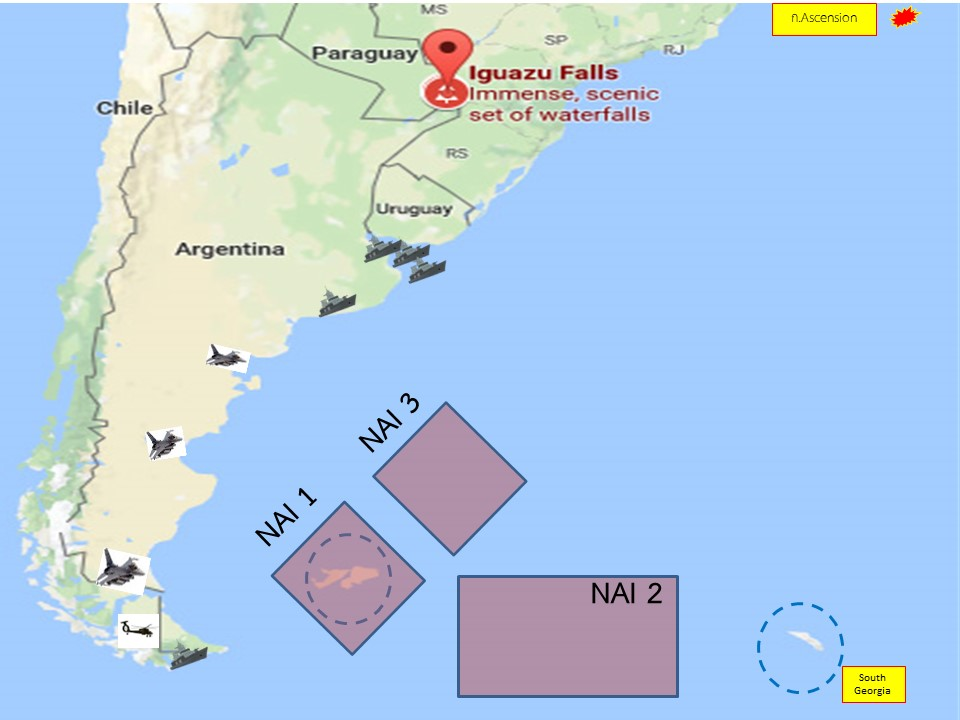 MS
ก.Ascension
Paraguay
SP
RJ
Iguazu Falls
Immense, scenic
set of waterfalls
Chile
RS
Uruguay
Argentina
NAI 3
NAI 1
NAI 2
South
Georgia